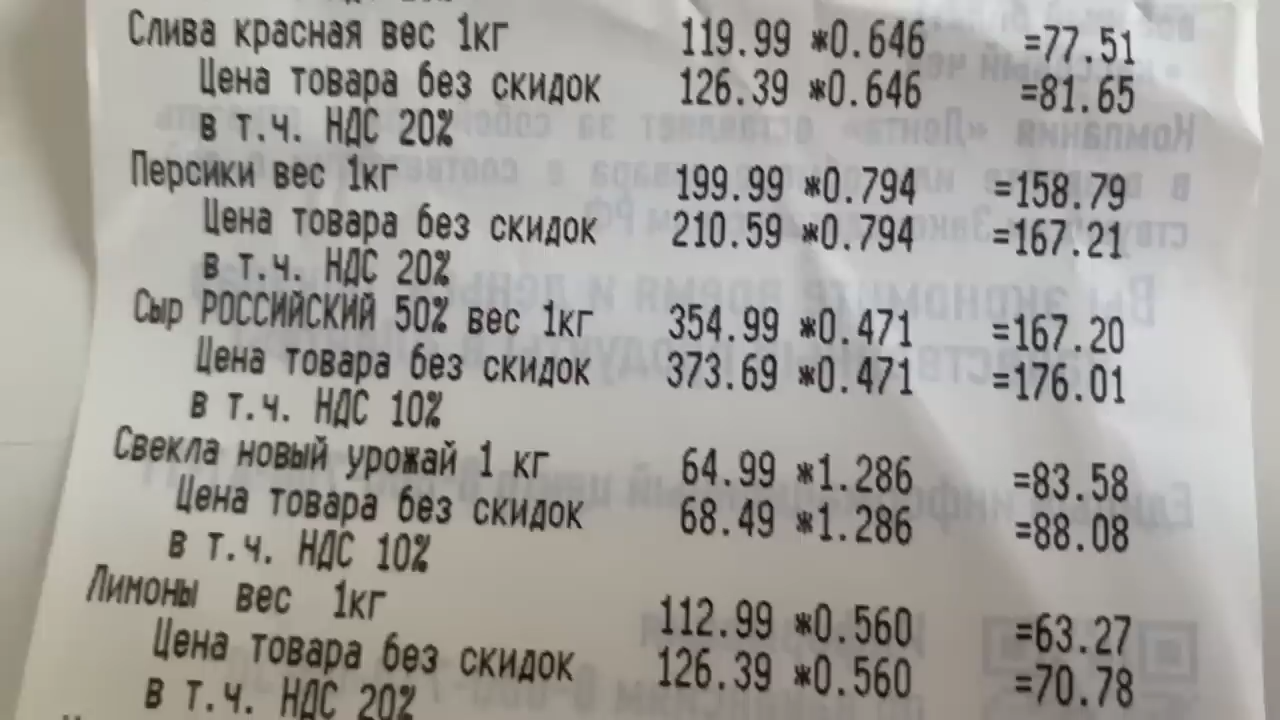 Слива красная вес 1кг 119.99 *0.646 =77.51
Цена товара без скидок 126.39 *0.646 =81.65
в т.ч. НДС 20%
Персики вес 1кг 199.99 *0.794 =158.79
Цена товара без скидок 210.59 *0.794 =167.21
в т.ч. НДС 20%
Сыр РОССИЙСКИЙ 50% вес 1кг 354.99 *0.471 =167.20
Цена товара без скидок 373.69 *0.471 =176.01
в т.ч. НДС 10%
Свекла новый урожай 1 кг 64.99 *1.286 =83.58
Цена товара без скидок 68.49 *1.286 =88.08
в т.ч. НДС 10%
Лимоны вес 1кг 112.99 *0.560 =63.27
Цена товара без скидок 126.39 *0.560 =70.78
в т.ч. НДС 20%